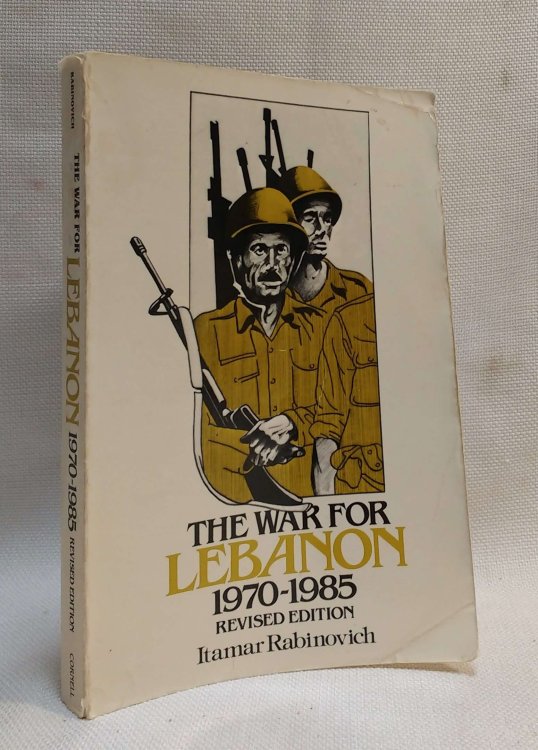 RABINOVICH
THE WAR FOR
LEBANON
1970-1985
REVISED EDITION
CORNELL
THE WAR FOR
LEBANON
1970-1985
REVISED EDITION
Itamar Rabinovich